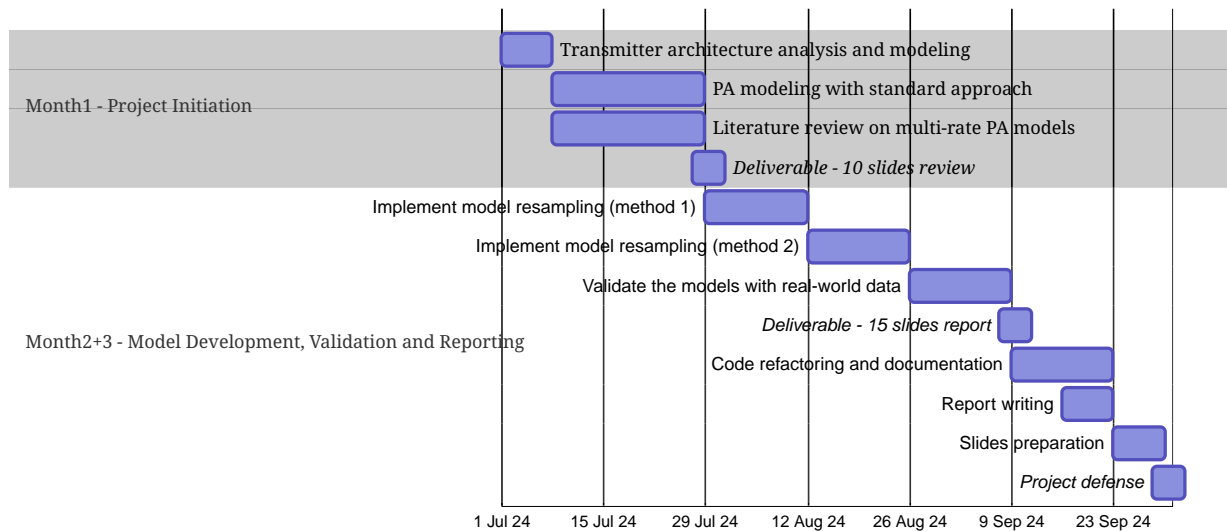 Transmitter architecture analysis and modeling
PA modeling with standard approach
Month1 - Project Initiation
Literature review on multi-rate PA models
Deliverable - 10 slides review
Implement model resampling (method 1)
Implement model resampling (method 2)
Validate the models with real-world data
Deliverable - 15 slides report
Month2+3 - Model Development, Validation and Reporting
Code refactoring and documentation
Report writing
Slides preparation
Project defense
1 Jul 24 15 Jul 24 29 Jul 24 12 Aug 24 26 Aug 24 9 Sep 24 23 Sep 24